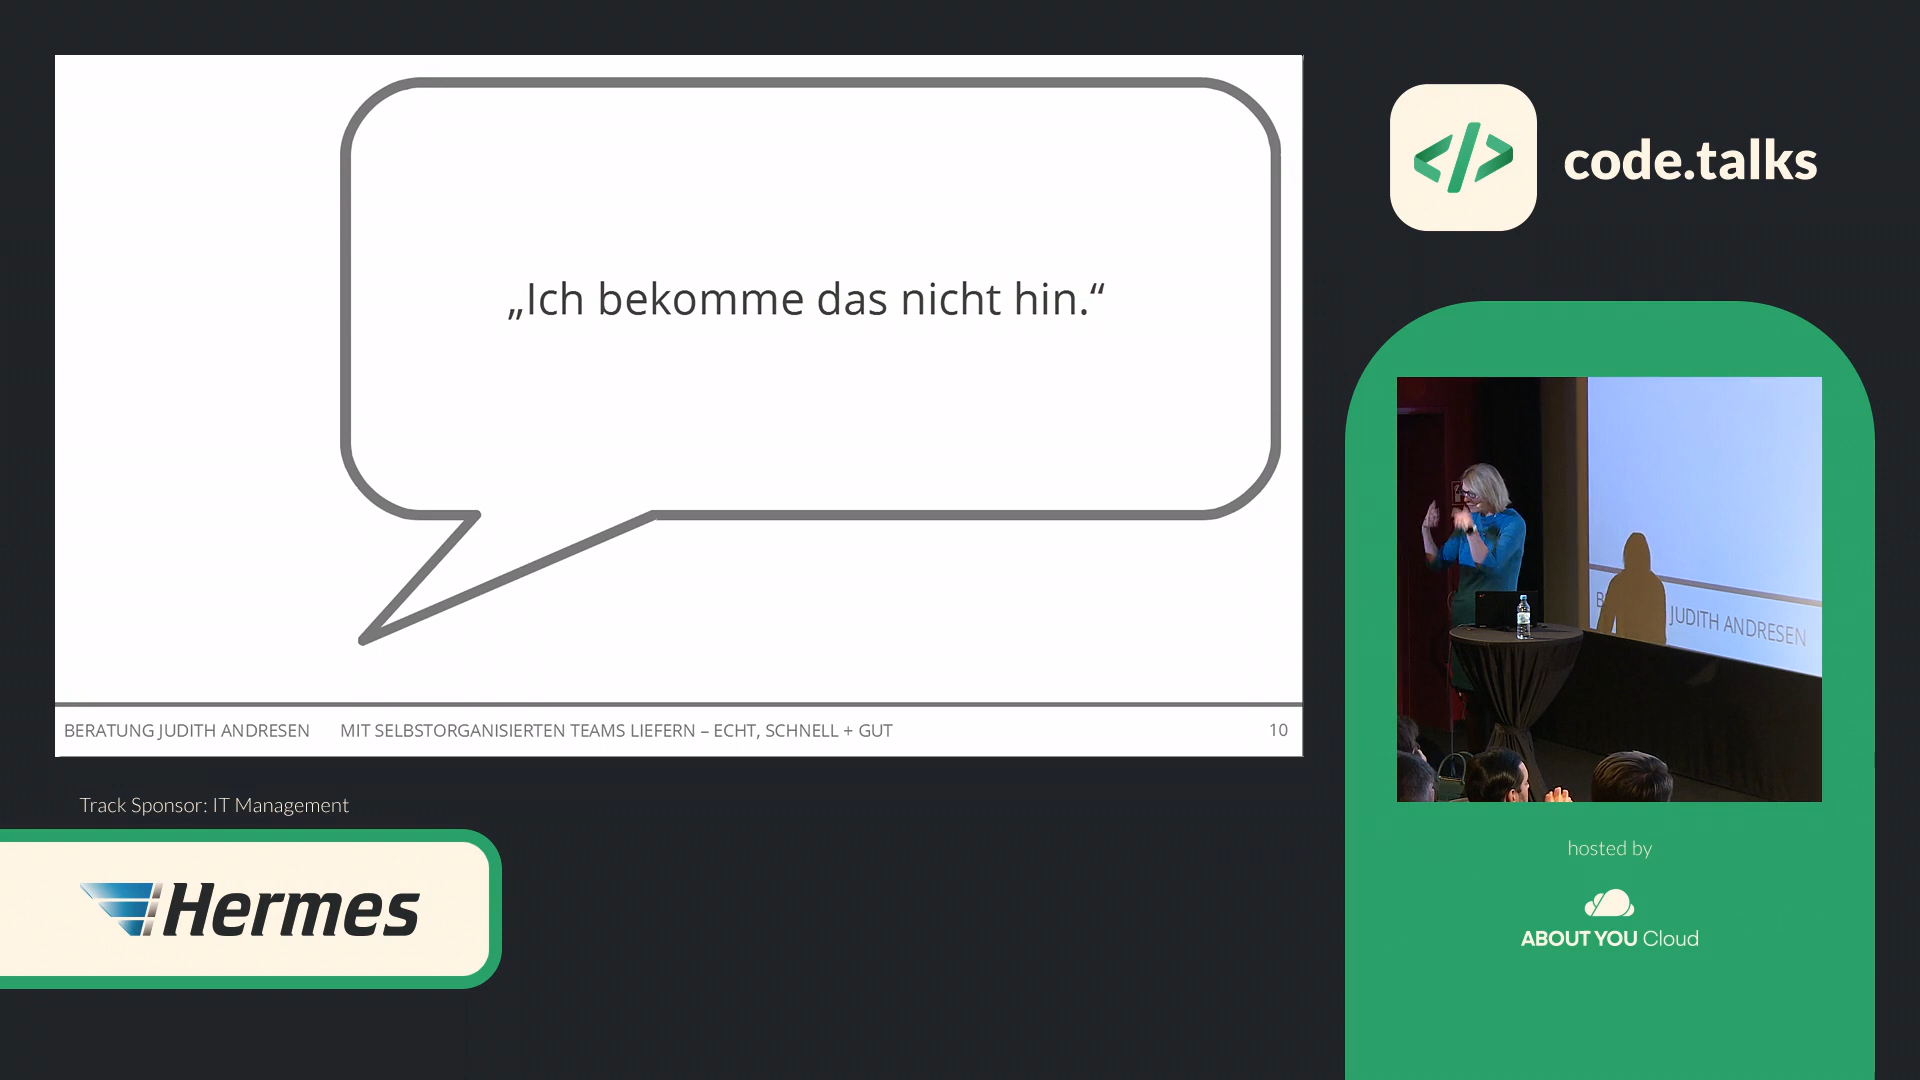 „Ich bekomme das nicht hin.“
BERATUNG JUDITH ANDRESEN MIT SELBSTORGANISIERTEN TEAMS LIEFERN – ECHT, SCHNELL + GUT 10
Track Sponsor: IT Management
Hermes
</> code.talks
JUDITH ANDRESEN
hosted by
ABOUT YOU Cloud